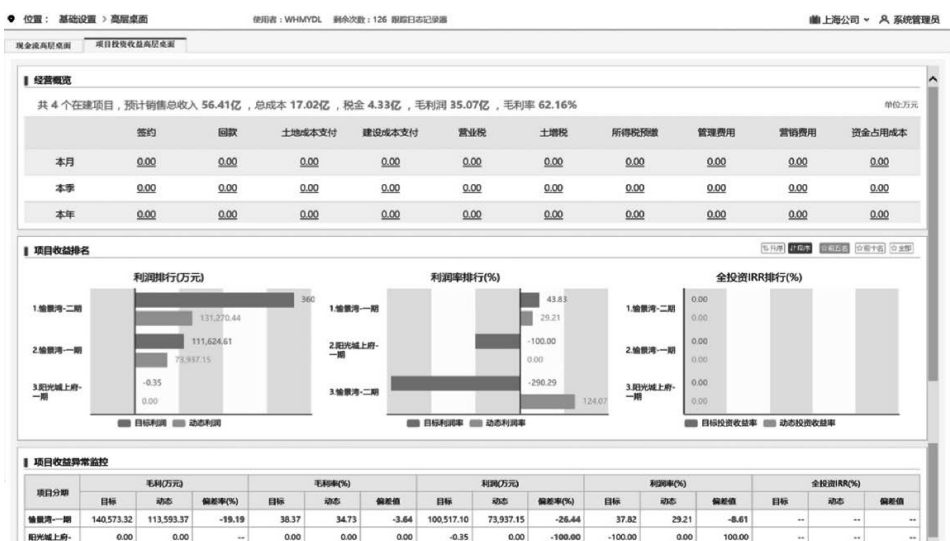 位置： 基础设置 > 高层桌面 使用者：WHMYDL 剩余次数：126 跟踪日志记录器 上海公司 系统管理员
现金流高层桌面 项目投资收益高层桌面
经营概览
共 4 个在建项目，预计销售总收入 56.41亿 ，总成本 17.02亿 ，税金 4.33亿 ，毛利润 35.07亿 ，毛利率 62.16% 单位:万元
签约 回款 土地成本支付 建设成本支付 营业税 土增税 所得税预缴 管理费用 营销费用 资金占用成本
本月 0.00 0.00 0.00 0.00 0.00 0.00 0.00 0.00 0.00 0.00
本季 0.00 0.00 0.00 0.00 0.00 0.00 0.00 0.00 0.00 0.00
本年 0.00 0.00 0.00 0.00 0.00 0.00 0.00 0.00 0.00 0.00
项目收益排名 升序 降序 前五名 前十名 全部
利润排行(万元)
1.愉景湾-二期 360
131,270.44
2.愉景湾-一期 111,624.61
73,937.15
3.阳光城上府-
一期
-0.35
0.00
目标利润 动态利润
利润率排行(%)
1.愉景湾-一期 43.83
29.21
2.阳光城上府-
一期
-100.00
0.00
3.愉景湾-二期 -290.29
124.07
目标利润率 动态利润率
全投资IRR排行(%)
1.愉景湾-二期 0.00
0.00
2.愉景湾-一期 0.00
0.00
3.阳光城上府-
一期
0.00
0.00
目标投资收益率 动态投资收益率
项目收益异常监控
项目分期 毛利(万元) 毛利率(%) 利润(万元) 利润率(%) 全投资IRR(%)
目标 动态 偏差率(%) 目标 动态 偏差值 目标 动态 偏差率(%) 目标 动态 偏差值 目标 动态 偏差值
愉景湾-一期 140,573.32 113,593.37 -19.19 38.37 34.73 -3.64 100,517.10 73,937.15 -26.44 37.82 29.21 -8.61 -- -- --
阳光城上府- 0.00 0.00 -- 0.00 0.00 0.00 -0.35 0.00 -100.00 -100.00 0.00 100.00 -- -- --